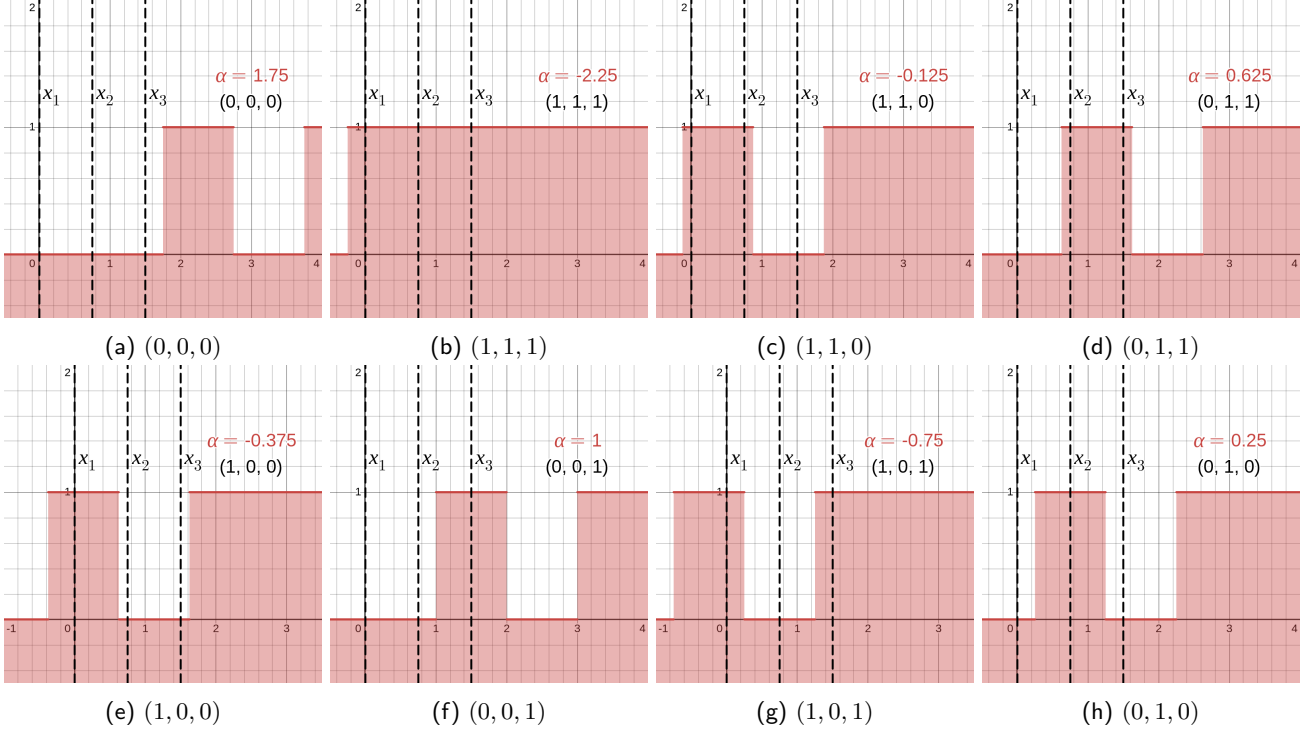 2
α = 1.75
x1 x2 x3 (0, 0, 0)
1
0 1 2 3 4
(a) (0, 0, 0)
2
α = -2.25
x1 x2 x3 (1, 1, 1)
1
0 1 2 3 4
(b) (1, 1, 1)
2
α = -0.125
x1 x2 x3 (1, 1, 0)
1
0 1 2 3 4
(c) (1, 1, 0)
2
α = 0.625
x1 x2 x3 (0, 1, 1)
1
0 1 2 3 4
(d) (0, 1, 1)
2
α = -0.375
x1 x2 x3 (1, 0, 0)
1
-1 0 1 2 3
(e) (1, 0, 0)
2
α = 1
x1 x2 x3 (0, 0, 1)
1
0 1 2 3 4
(f) (0, 0, 1)
2
α = -0.75
x1 x2 x3 (1, 0, 1)
1
-1 0 1 2 3
(g) (1, 0, 1)
2
α = 0.25
x1 x2 x3 (0, 1, 0)
1
0 1 2 3 4
(h) (0, 1, 0)